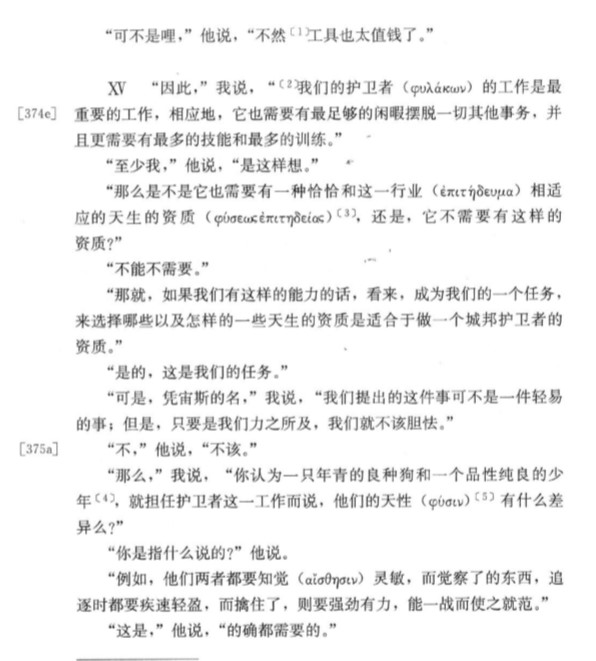 “可不是哩，”他说，“不然〔1〕工具也太值钱了。”
XV “因此，”我说，“〔2〕我们的护卫者（φυλάκων）的工作是最
[374e] 重要的工作，相应地，它也需要有最足够的闲暇摆脱一切其他事务，并
且更需要有最多的技能和最多的训练。”
“至少我，”他说，“是这样想。”
“那么是不是它也需要有一种恰恰和这一行业（ἐπιτήδευμα）相适
应的天生的资质（φύσεως ἐπιτηδείας）〔3〕，还是，它不需要有这样的
资质？”
“不能不需要。”
“那就，如果我们有这样的能力的话，看来，成为我们的一个任务，
来选择哪些以及怎样的一些天生的资质是适合于做一个城邦护卫者的
资质。”
“是的，这是我们的任务。”
“可是，凭宙斯的名，”我说，“我们提出的这件事可不是一件轻易
的事；但是，只要是我们力之所及，我们就不该胆怯。”
[375a] “不，”他说，“不该。”
“那么，”我说，“你认为一只年青的良种狗和一个品性纯良的少
年〔4〕，就担任护卫者这一工作而说，他们的天性（φύσιν）〔5〕有什么差
异么？”
“你是指什么说的？”他说。
“例如，他们两者都要知觉（αἴσθησιν）灵敏，而觉察了的东西，追
逐时都要疾速轻盈，而擒住了，则要强劲有力，能一战而使之就范。”
“这是，”他说，“的确都需要的。”